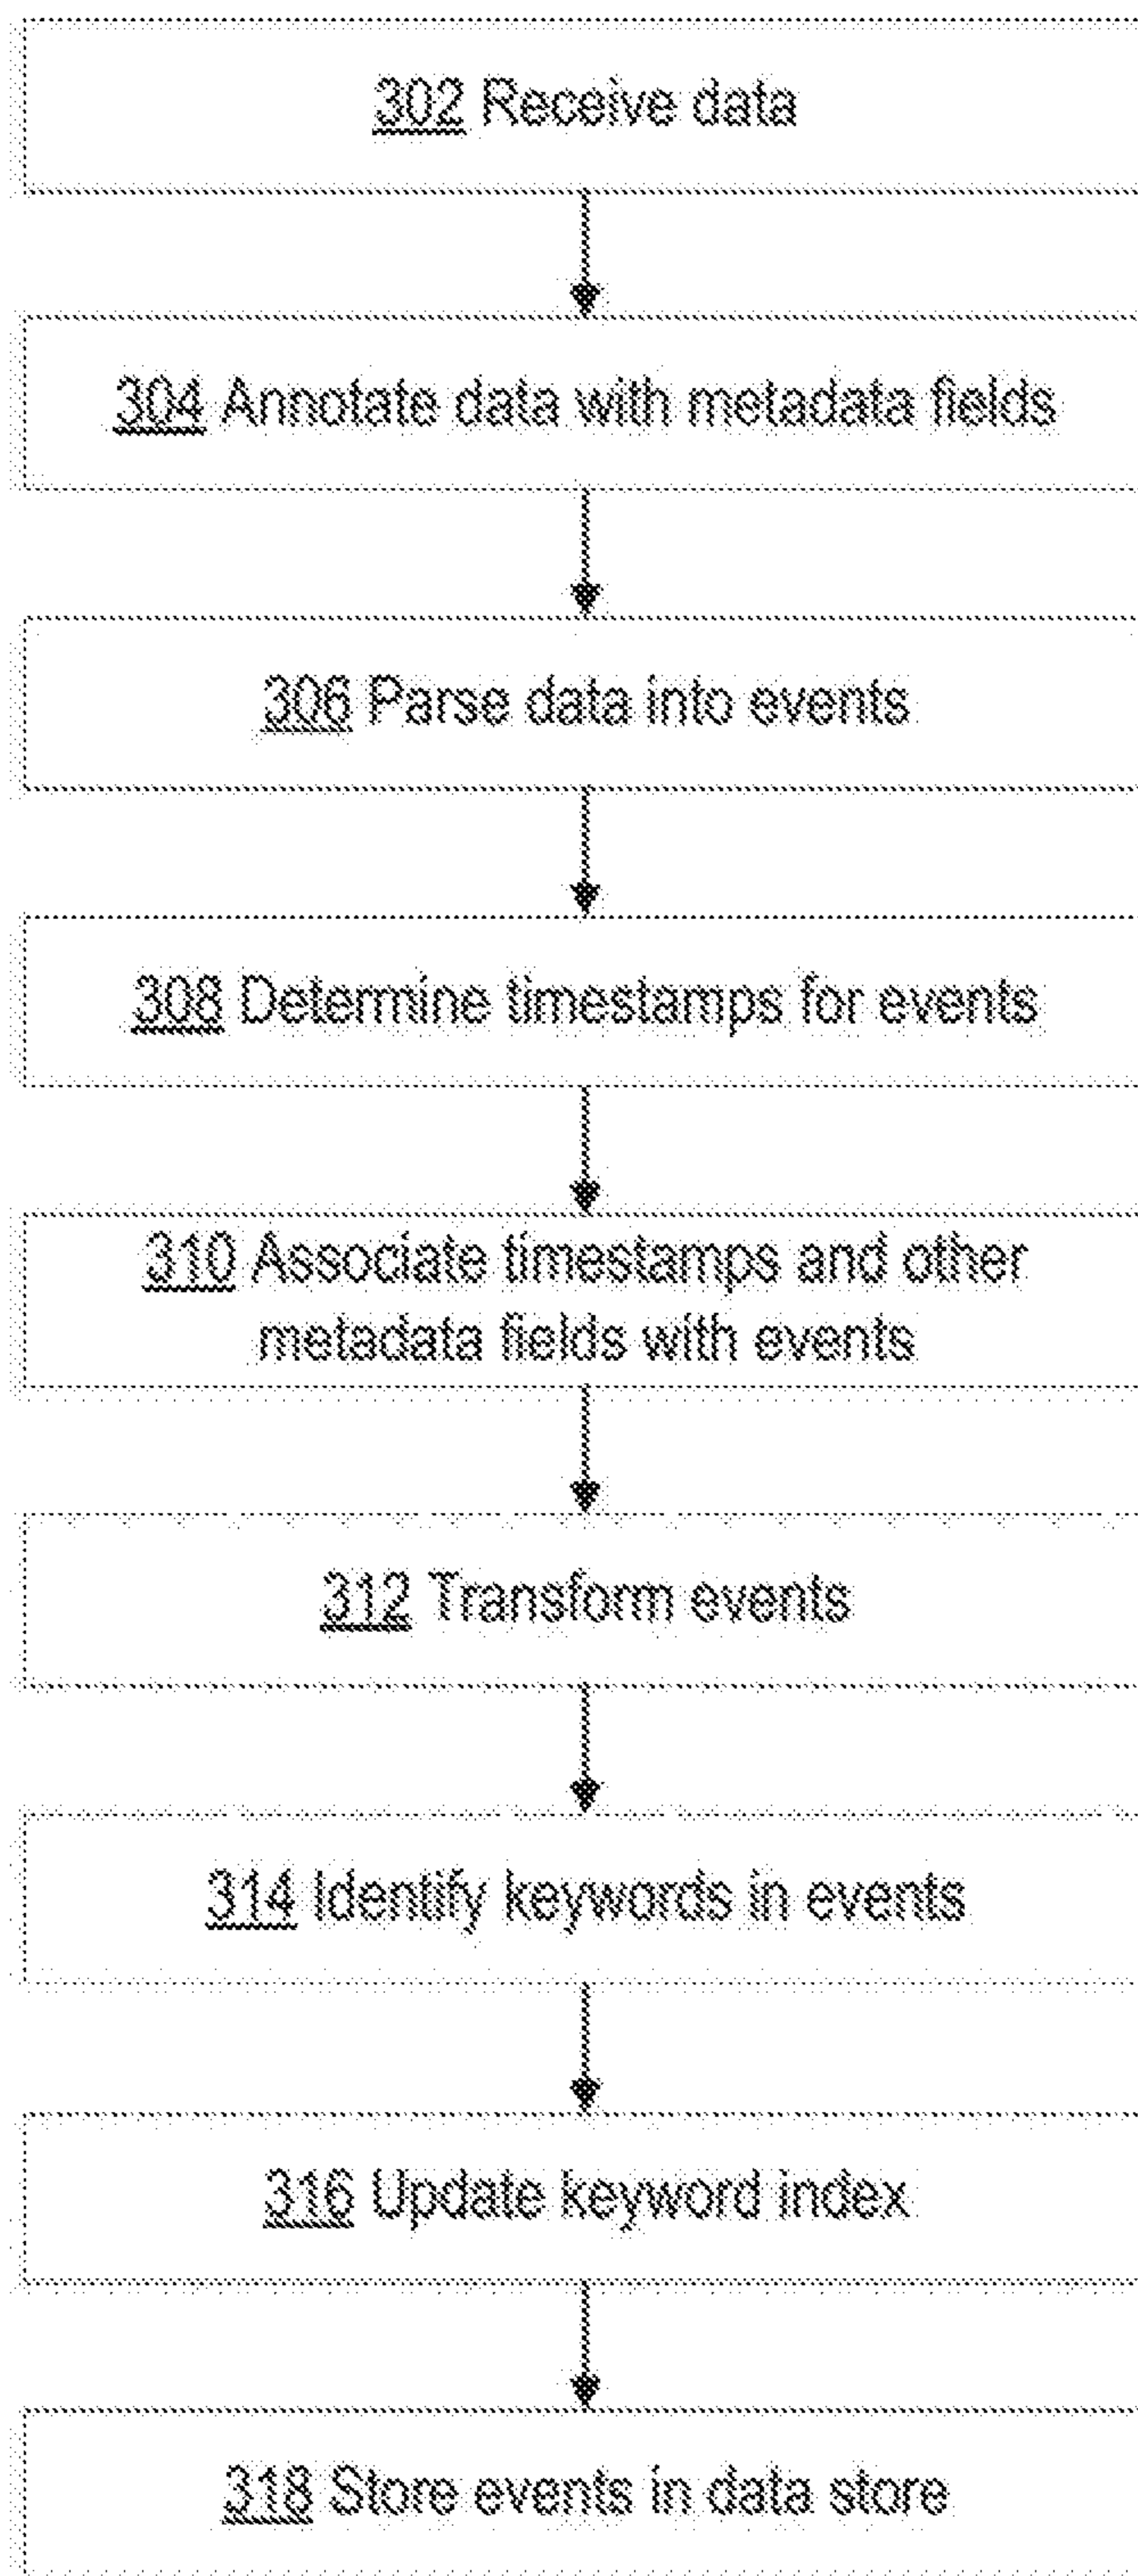 302 Receive data
304 Annotate data with metadata fields
306 Parse data into events
308 Determine timestamps for events
310 Associate timestamps and other
metadata fields with events
312 Transform events
314 Identify keywords in events
316 Update keyword index
318 Store events in data store